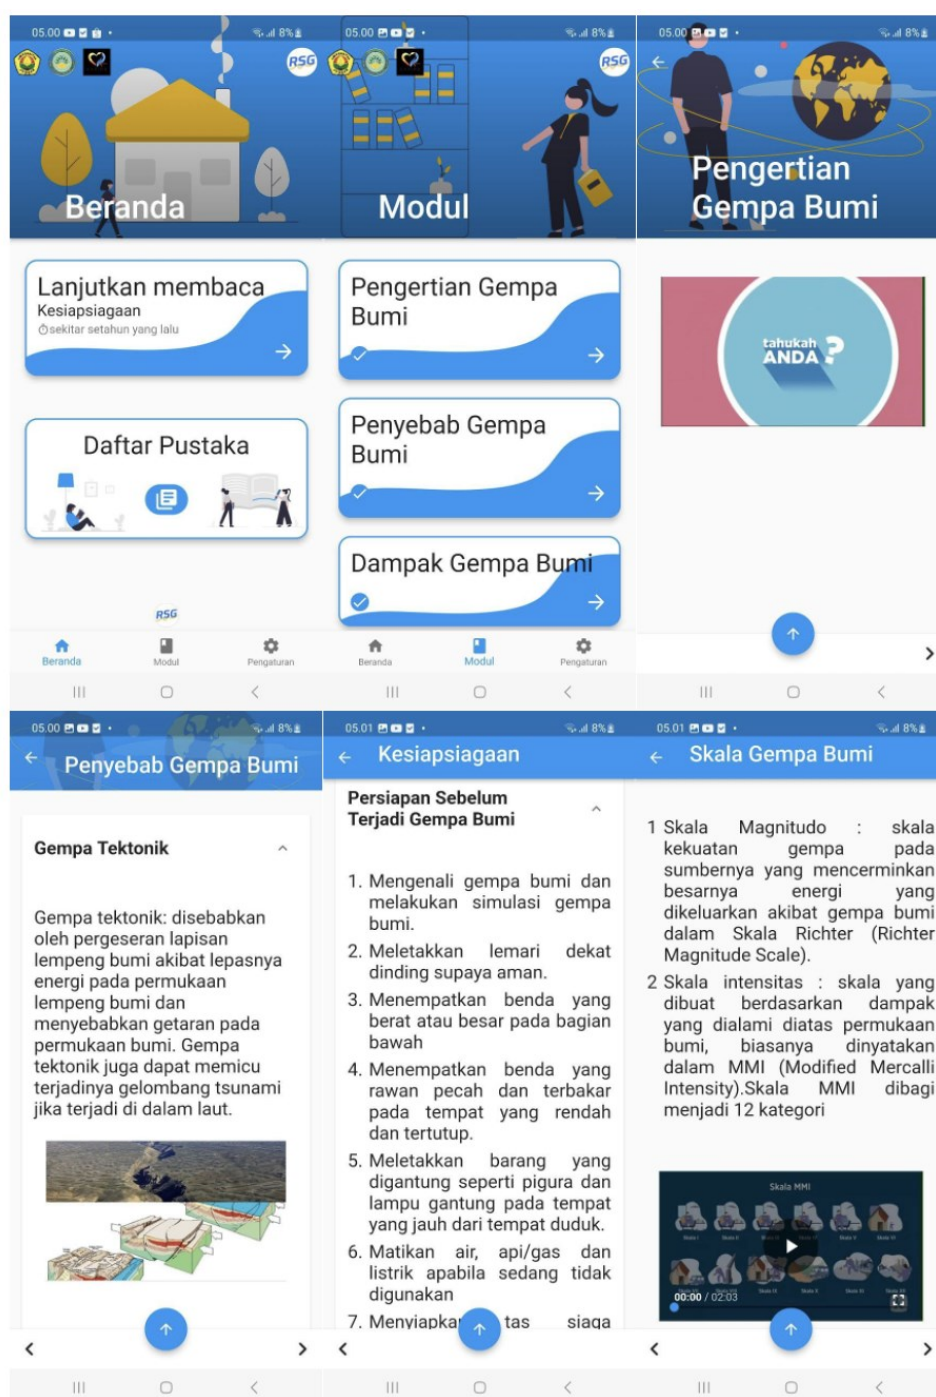 05.00
8%
RSG
Beranda
Lanjutkan membaca
Kesiapsiagaan
sekitar setahun yang lalu
Daftar Pustaka
RSG
Beranda
Modul
Pengaturan
05.00
8%
RSG
Modul
Pengertian Gempa
Bumi
Penyebab Gempa
Bumi
Dampak Gempa Bumi
Beranda
Modul
Pengaturan
05.00
8%
Pengertian
Gempa Bumi
tahukah
ANDA ?
05.00
8%
Penyebab Gempa Bumi
Gempa Tektonik
Gempa tektonik: disebabkan
oleh pergeseran lapisan
lempeng bumi akibat lepasnya
energi pada permukaan
lempeng bumi dan
menyebabkan getaran pada
permukaan bumi. Gempa
tektonik juga dapat memicu
terjadinya gelombang tsunami
jika terjadi di dalam laut.
05.01
8%
Kesiapsiagaan
Persiapan Sebelum
Terjadi Gempa Bumi
1. Mengenali gempa bumi dan
melakukan simulasi gempa
bumi.
2. Meletakkan lemari dekat
dinding supaya aman.
3. Menempatkan benda yang
berat atau besar pada bagian
bawah
4. Menempatkan benda yang
rawan pecah dan terbakar
pada tempat yang rendah
dan tertutup.
5. Meletakkan barang yang
digantung seperti pigura dan
lampu gantung pada tempat
yang jauh dari tempat duduk.
6. Matikan air, api/gas dan
listrik apabila sedang tidak
digunakan
7. Menyiapkan tas siaga
05.01
8%
Skala Gempa Bumi
1 Skala Magnitudo : skala
kekuatan gempa pada
sumbernya yang mencerminkan
besarnya energi yang
dikeluarkan akibat gempa bumi
dalam Skala Richter (Richter
Magnitude Scale).
2 Skala intensitas : skala yang
dibuat berdasarkan dampak
yang dialami diatas permukaan
bumi, biasanya dinyatakan
dalam MMI (Modified Mercalli
Intensity).Skala MMI dibagi
menjadi 12 kategori
Skala MMI
00:00 / 02:03